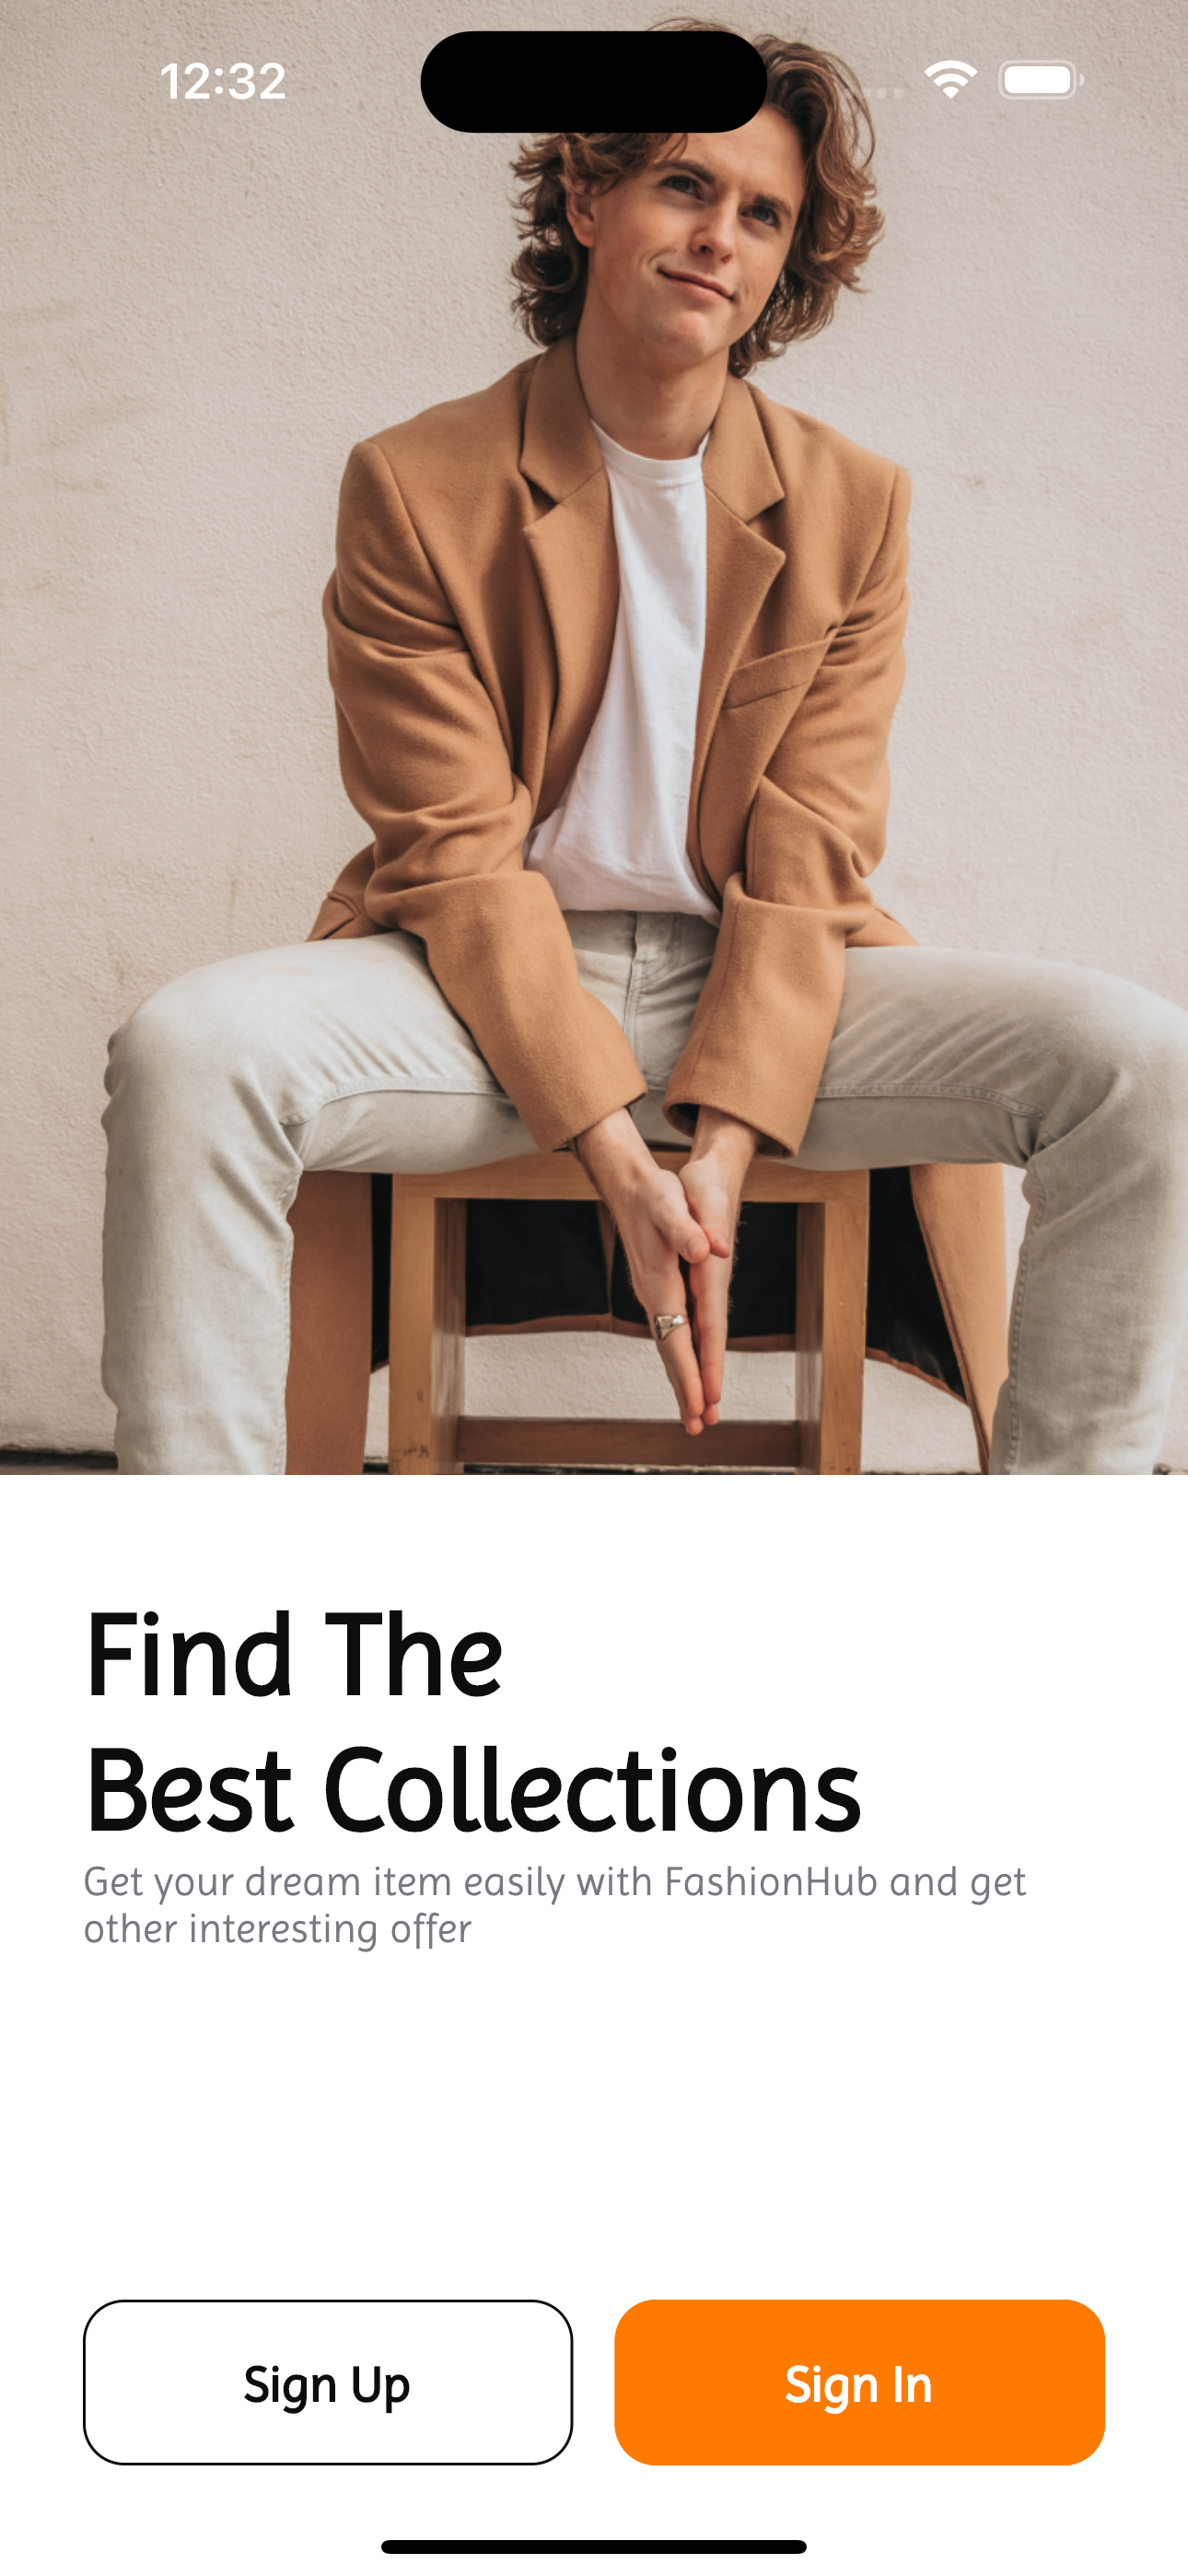 12:32
Find The
Best Collections
Get your dream item easily with FashionHub and get
other interesting offer
Sign Up
Sign In